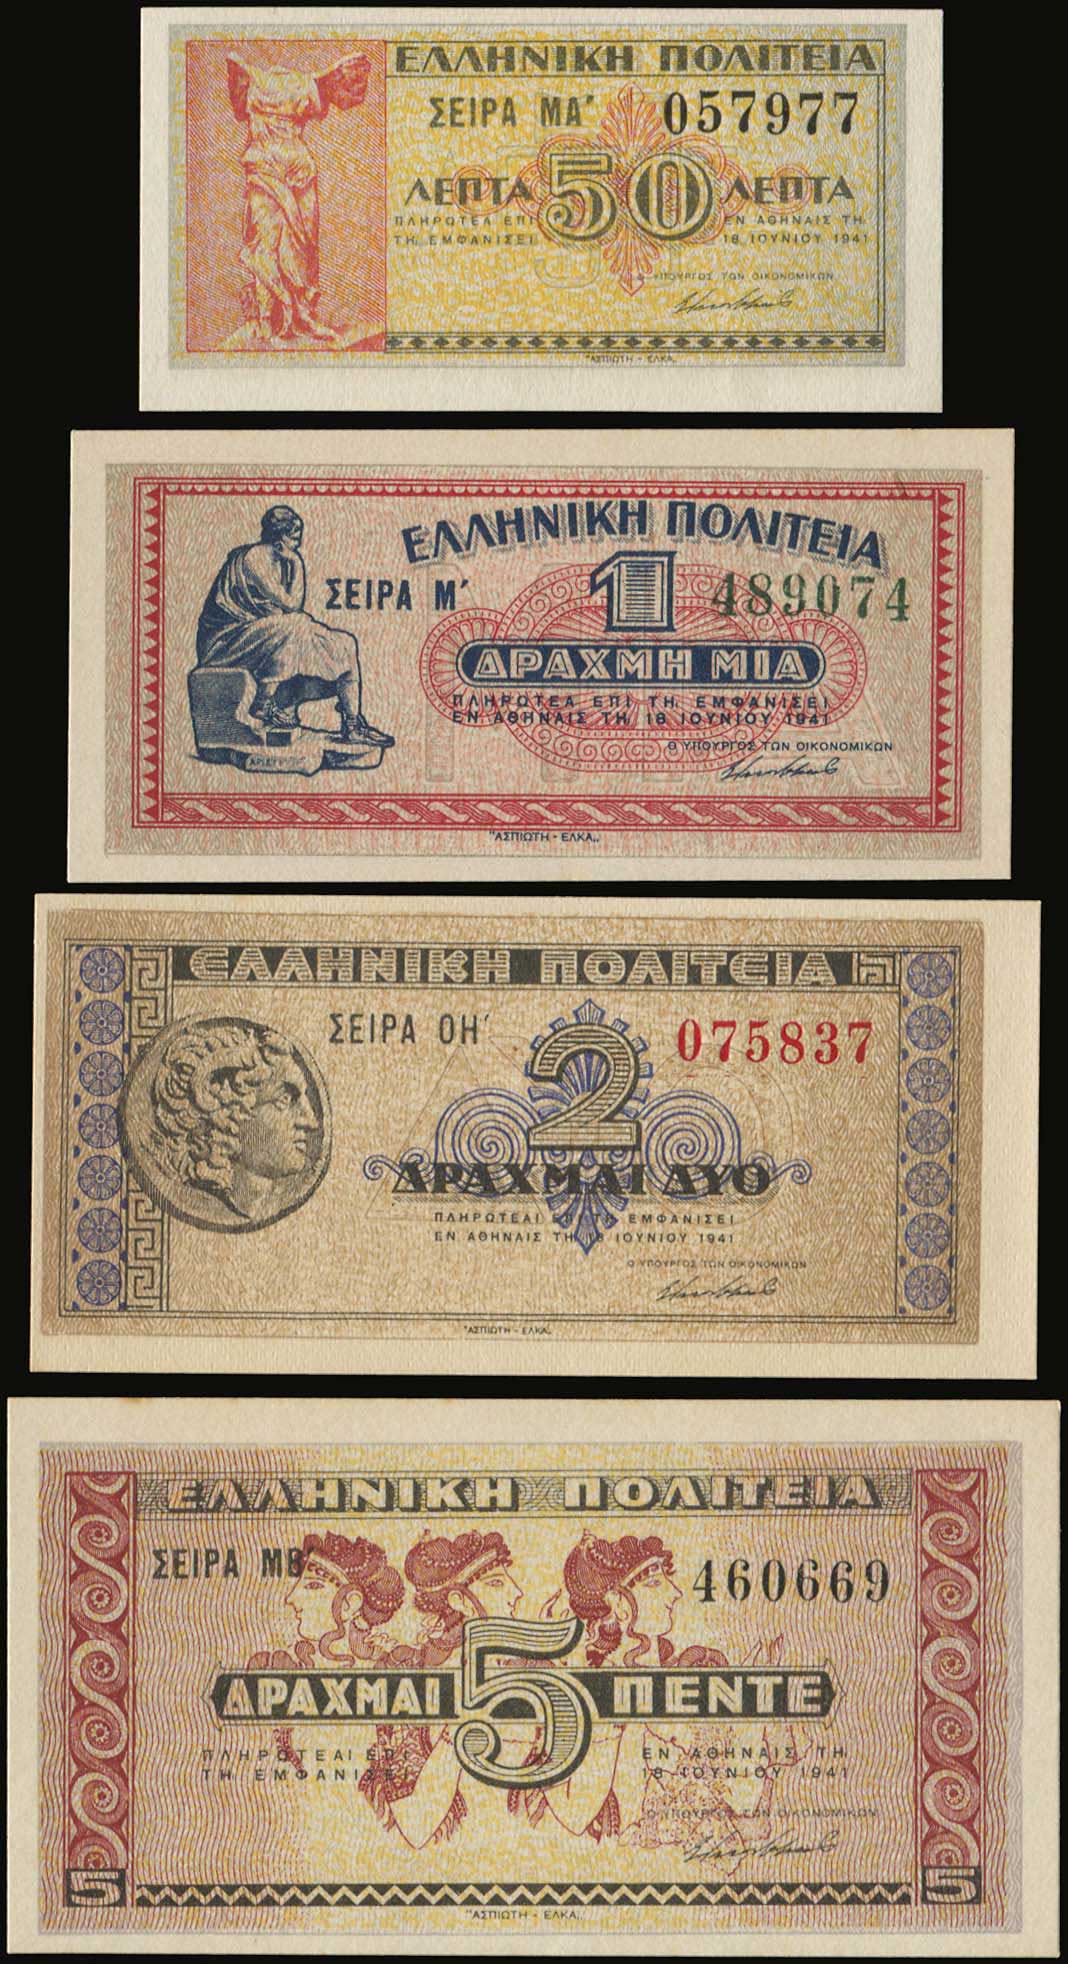 ΕΛΛΗΝΙΚΗ ΠΟΛΙΤΕΙΑ
ΣΕΙΡΑ ΜΑ΄ 057977
ΛΕΠΤΑ 50 ΛΕΠΤΑ
ΠΛΗΡΩΤΕΑ ΕΠΙ ΕΝ ΑΘΗΝΑΙΣ ΤΗ,
ΤΗ, ΕΜΦΑΝΙΣΕΙ 18 ΙΟΥΝΙΟΥ 1941
Ο ΥΠΟΥΡΓΟΣ ΤΩΝ ΟΙΚΟΝΟΜΙΚΩΝ
"ΑΣΠΙΩΤΗ - ΕΛΚΑ,,
ΕΛΛΗΝΙΚΗ ΠΟΛΙΤΕΙΑ
ΣΕΙΡΑ Μ΄ 1 489074
ΔΡΑΧΜΗ ΜΙΑ
ΠΛΗΡΩΤΕΑ ΕΠΙ ΤΗ, ΕΜΦΑΝΙΣΕΙ
ΕΝ ΑΘΗΝΑΙΣ ΤΗ, 18 ΙΟΥΝΙΟΥ 1941
Ο ΥΠΟΥΡΓΟΣ ΤΩΝ ΟΙΚΟΝΟΜΙΚΩΝ
"ΑΣΠΙΩΤΗ - ΕΛΚΑ,,
ΕΛΛΗΝΙΚΗ ΠΟΛΙΤΕΙΑ
ΣΕΙΡΑ ΟΗ΄ 2 075837
ΔΡΑΧΜΑΙ ΔΥΟ
ΠΛΗΡΩΤΕΑΙ ΕΠΙ ΤΗ, ΕΜΦΑΝΙΣΕΙ
ΕΝ ΑΘΗΝΑΙΣ ΤΗ, 18 ΙΟΥΝΙΟΥ 1941
Ο ΥΠΟΥΡΓΟΣ ΤΩΝ ΟΙΚΟΝΟΜΙΚΩΝ
"ΑΣΠΙΩΤΗ - ΕΛΚΑ,,
ΕΛΛΗΝΙΚΗ ΠΟΛΙΤΕΙΑ
ΣΕΙΡΑ ΜΒ΄ 460669
ΔΡΑΧΜΑΙ 5 ΠΕΝΤΕ
ΠΛΗΡΩΤΕΑΙ ΕΠΙ ΕΝ ΑΘΗΝΑΙΣ ΤΗ,
ΤΗ, ΕΜΦΑΝΙΣΕΙ 18 ΙΟΥΝΙΟΥ 1941
Ο ΥΠΟΥΡΓΟΣ ΤΩΝ ΟΙΚΟΝΟΜΙΚΩΝ
5 5
"ΑΣΠΙΩΤΗ - ΕΛΚΑ,,